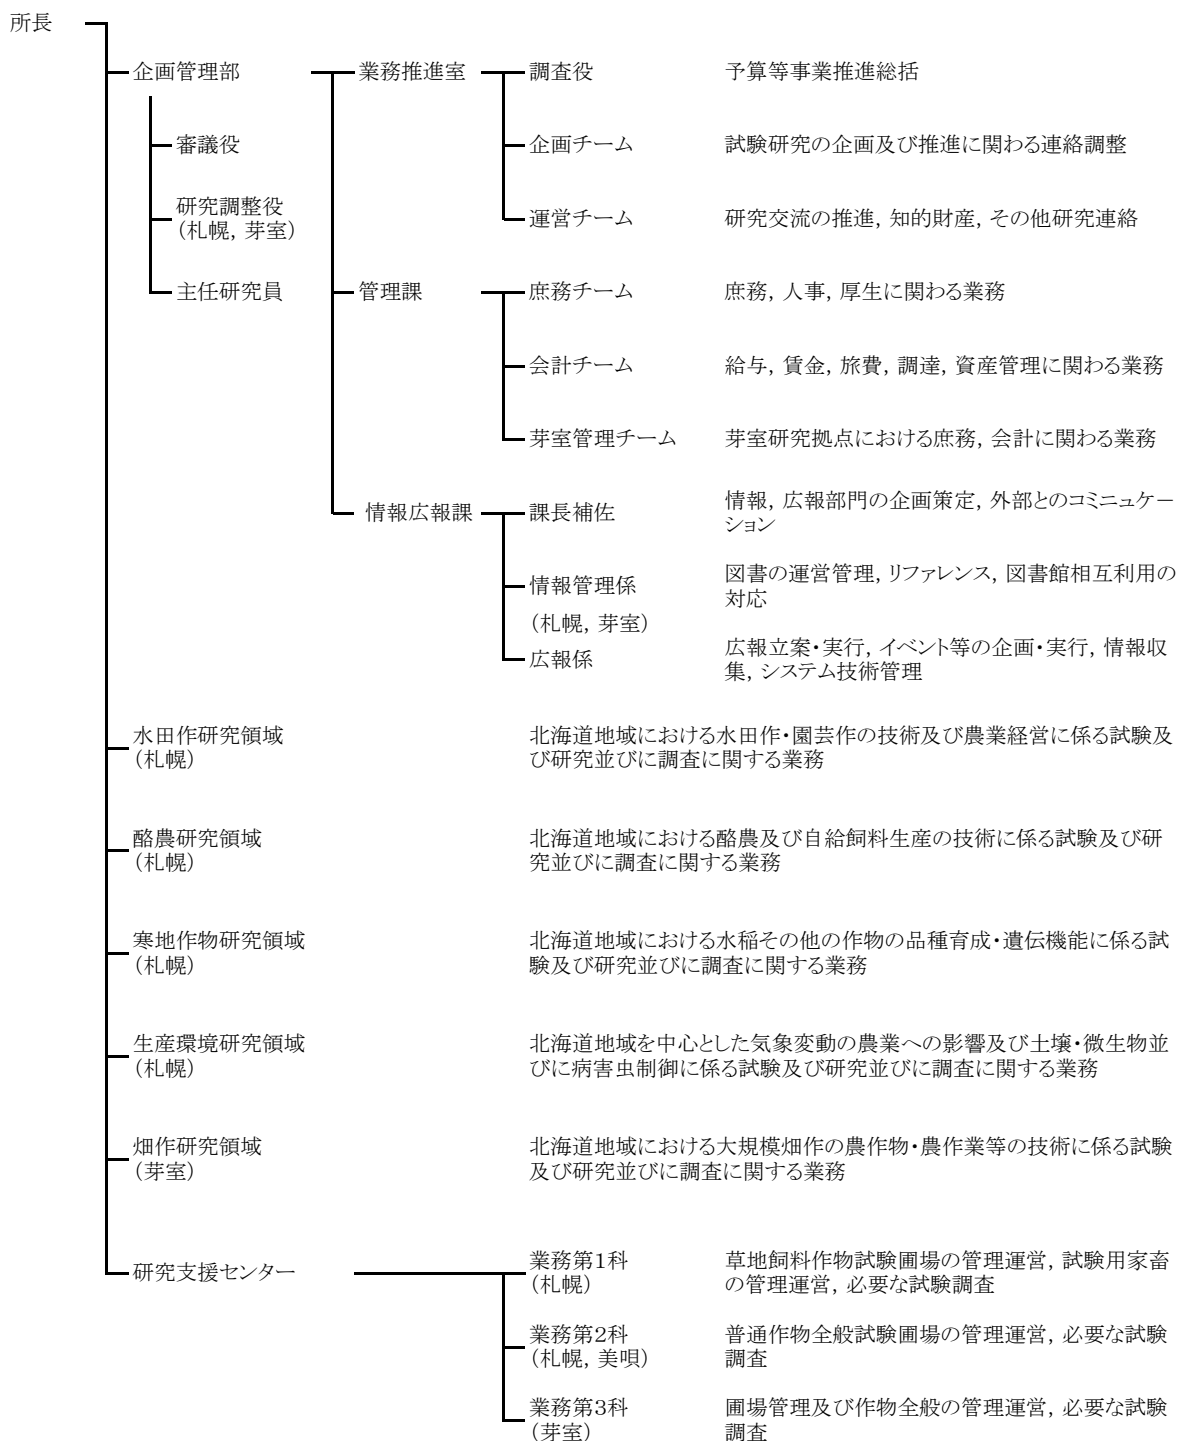 所長
企画管理部 業務推進室 調査役 予算等事業推進総括
審議役 企画チーム 試験研究の企画及び推進に関わる連絡調整
研究調整役
(札幌, 芽室) 運営チーム 研究交流の推進, 知的財産, その他研究連絡
主任研究員 管理課 庶務チーム 庶務, 人事, 厚生に関わる業務
会計チーム 給与, 賃金, 旅費, 調達, 資産管理に関わる業務
芽室管理チーム 芽室研究拠点における庶務, 会計に関わる業務
情報広報課 課長補佐 情報, 広報部門の企画策定, 外部とのコミニュケー
ション
情報管理係 図書の運営管理, リファレンス, 図書館相互利用の
対応
(札幌, 芽室)
広報係 広報立案・実行, イベント等の企画・実行, 情報収
集, システム技術管理
水田作研究領域 北海道地域における水田作・園芸作の技術及び農業経営に係る試験及
(札幌) び研究並びに調査に関する業務
酪農研究領域 北海道地域における酪農及び自給飼料生産の技術に係る試験及び研
(札幌) 究並びに調査に関する業務
寒地作物研究領域 北海道地域における水稲その他の作物の品種育成・遺伝機能に係る試
(札幌) 験及び研究並びに調査に関する業務
生産環境研究領域 北海道地域を中心とした気象変動の農業への影響及び土壌・微生物並
(札幌) びに病害虫制御に係る試験及び研究並びに調査に関する業務
畑作研究領域 北海道地域における大規模畑作の農作物・農作業等の技術に係る試験
(芽室) 及び研究並びに調査に関する業務
研究支援センター 業務第1科 草地飼料作物試験圃場の管理運営, 試験用家畜
(札幌) の管理運営, 必要な試験調査
業務第2科 普通作物全般試験圃場の管理運営, 必要な試験
(札幌, 美唄) 調査
業務第3科 圃場管理及び作物全般の管理運営, 必要な試験
(芽室) 調査